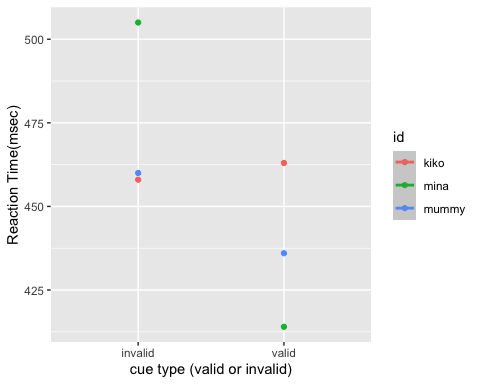 500
475
450
425
Reaction Time(msec)
invalid
valid
cue type (valid or invalid)
id
kiko
mina
mummy